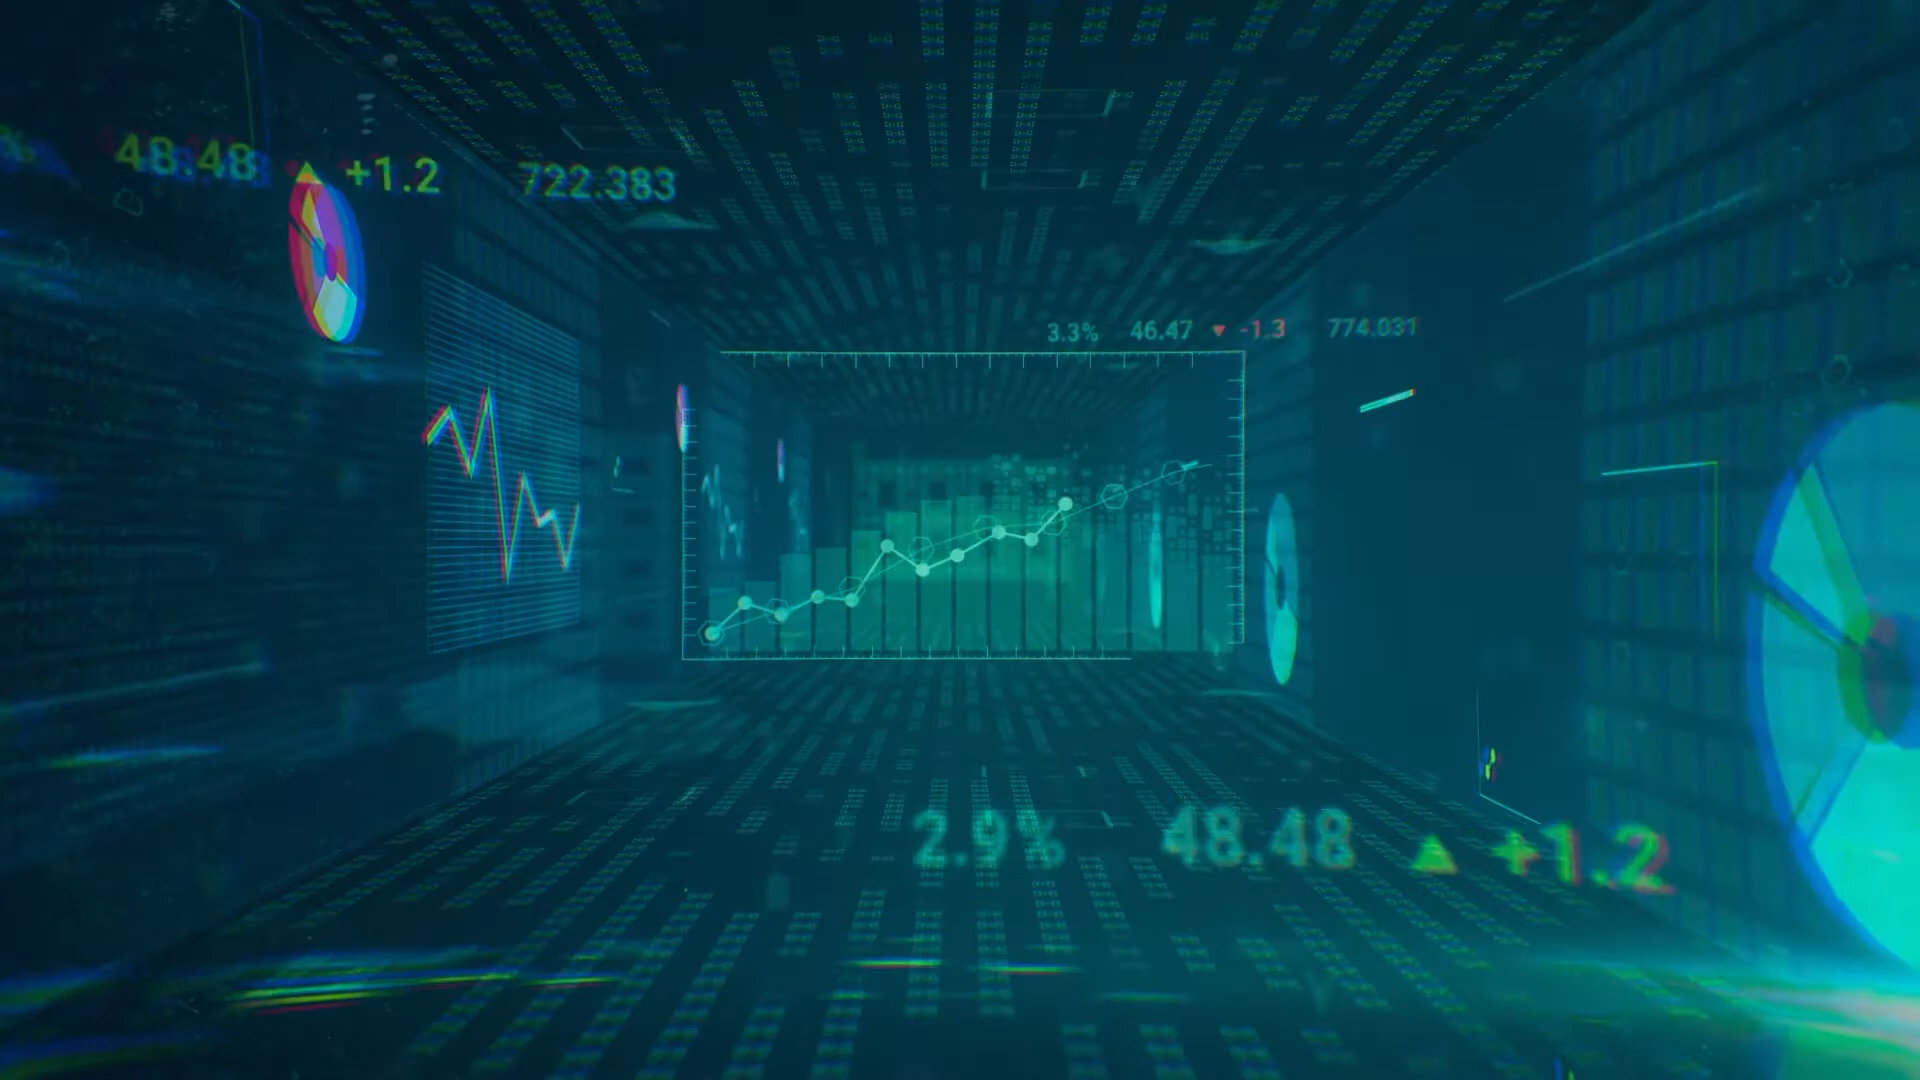 % 48.48 ▲ +1.2 722.383
3.3% 46.47 ▼ -1.3 774.031
2.9% 48.48 ▲ +1.2